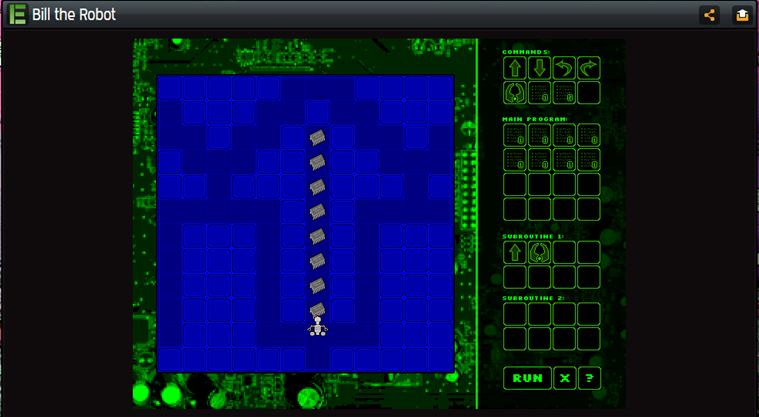 Bill the Robot
COMMANDS:
MAIN PROGRAM:
SUBROUTINE 1:
SUBROUTINE 2:
RUN X ?